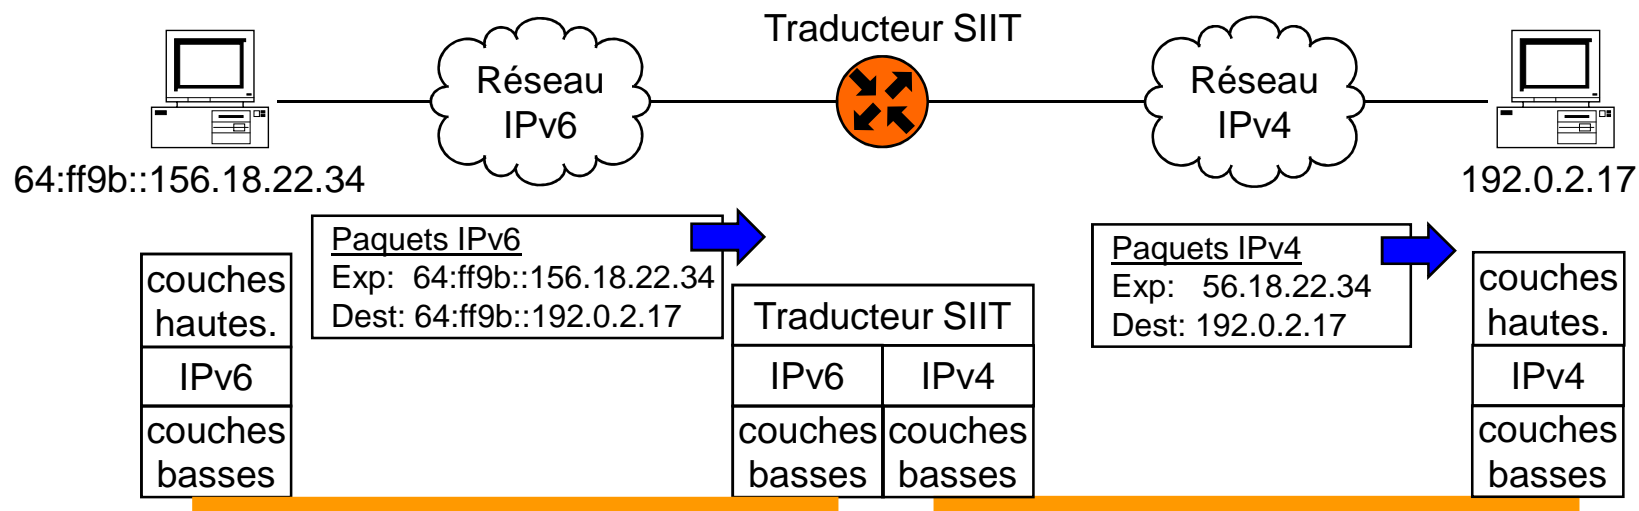 Traducteur SIIT
Réseau
IPv6
Réseau
IPv4
64:ff9b::156.18.22.34
192.0.2.17
Paquets IPv6
Exp: 64:ff9b::156.18.22.34
Dest: 64:ff9b::192.0.2.17
Paquets IPv4
Exp: 56.18.22.34
Dest: 192.0.2.17
couches
hautes.
IPv6
couches
basses
Traducteur SIIT
IPv6
IPv4
couches
basses
couches
basses
couches
hautes.
IPv4
couches
basses